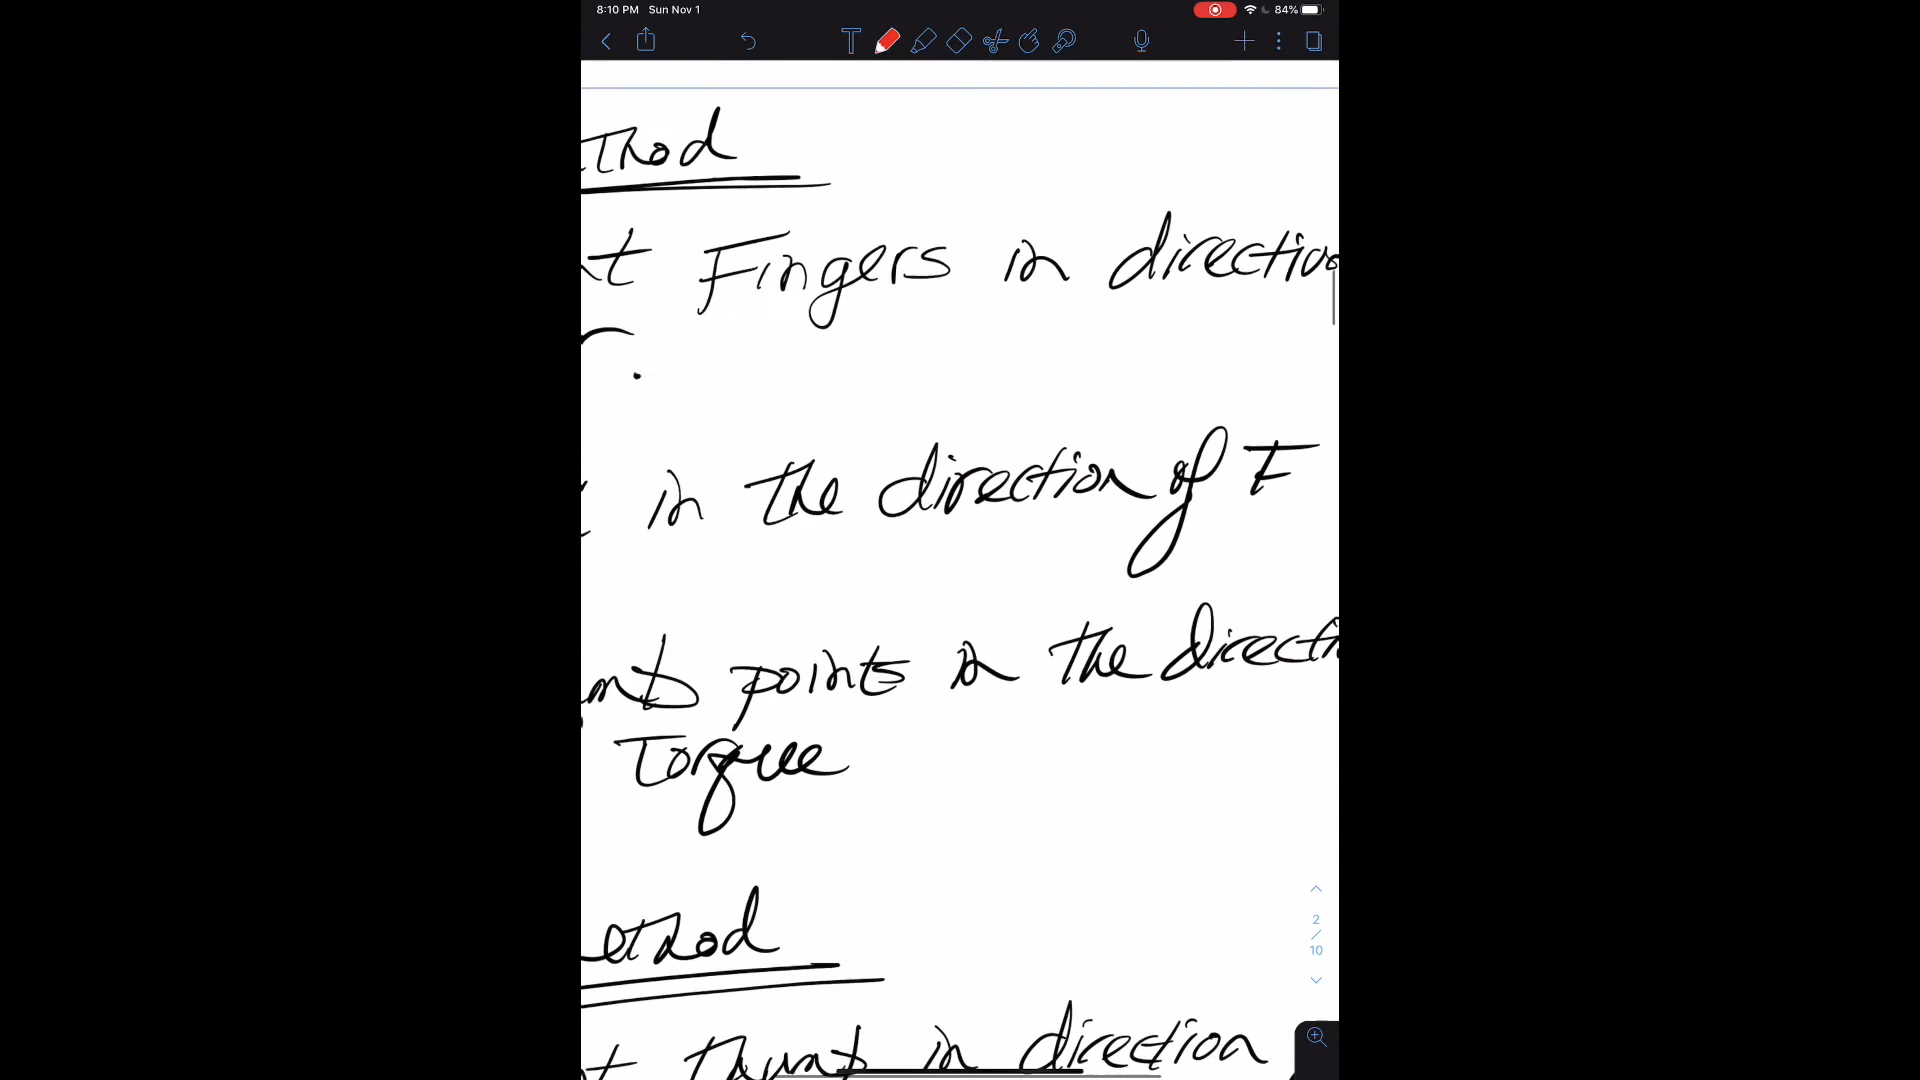 8:10 PM Sun Nov 1 84%
T
thod
t Fingers in direction
r.
in the direction of F
points in the directi
Torque
ethod
2
/
10
t thumb in direction